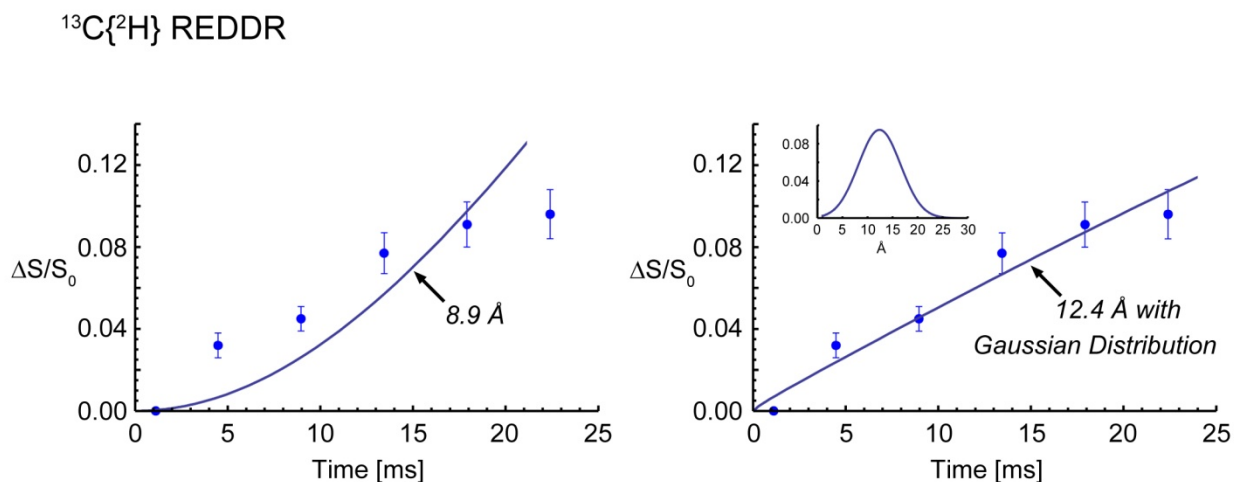 ¹³C{²H} REDDR
0.12
0.08
ΔS/S₀
0.04
0.00
0 5 10 15 20 25
Time [ms]
8.9 Å
0.12
0.08
ΔS/S₀
0.04
0.00
0 5 10 15 20 25
Time [ms]
0.08
0.04
0.00
0 5 10 15 20 25 30
Å
12.4 Å with
Gaussian Distribution